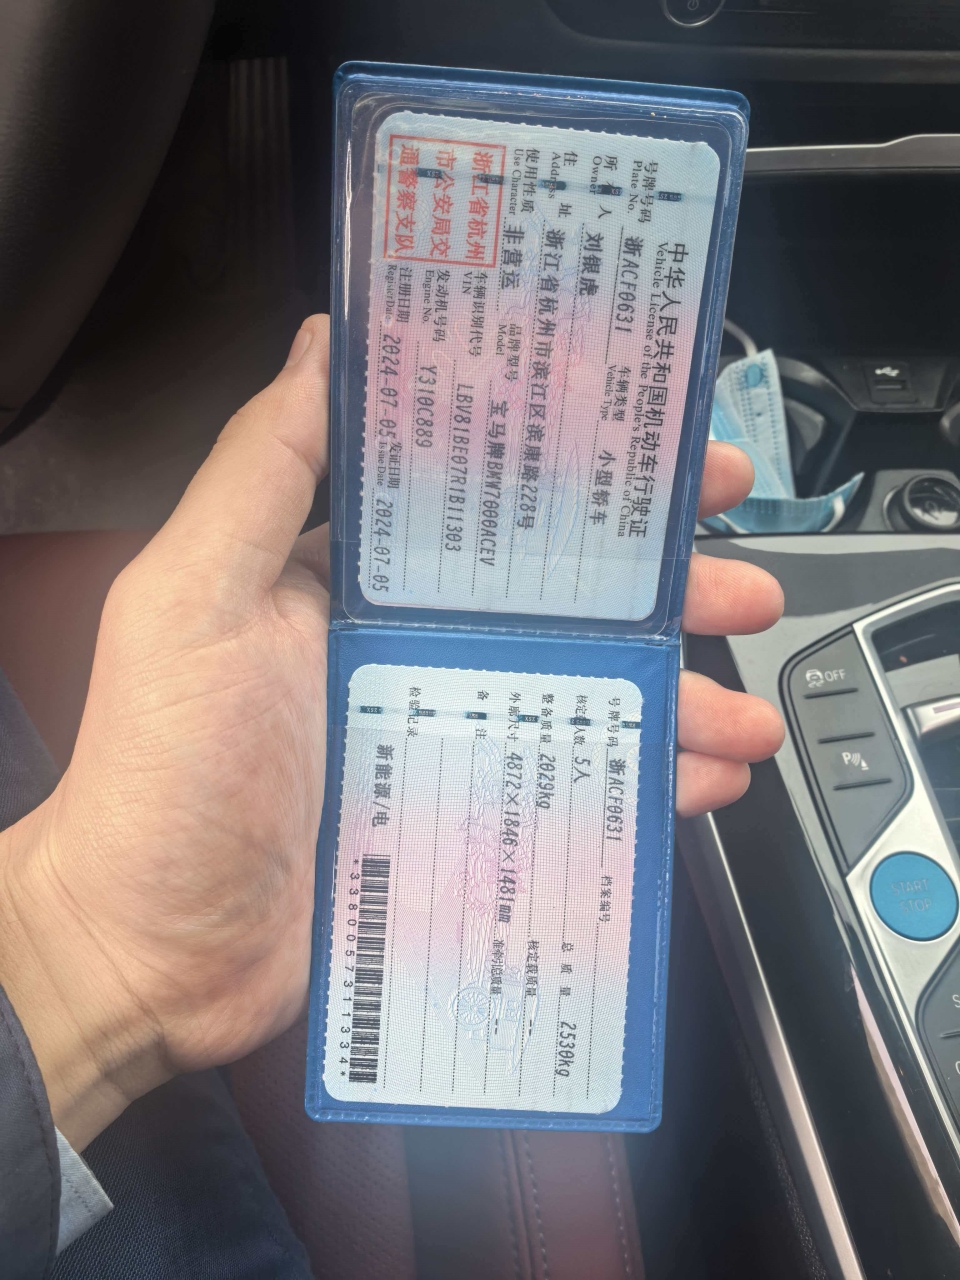 中华人民共和国机动车行驶证
Vehicle License of the People's Republic of China
号牌号码 浙ACF0631 车辆类型 小型轿车
Plate No. Vehicle Type
所有人 刘银虎
Owner
住址 浙江省杭州市滨江区滨康路228号
Address
使用性质 非营运 品牌型号 宝马牌BMW7000ACEV
Use Character Model
浙江省杭州
市公安局交
通警察支队
车辆识别代号 LBV81BE07R1B11303
VIN
发动机号码 Y310C889
Engine No.
注册日期 2024-07-05 发证日期 2024-07-05
Register Date Issue Date
号牌号码 浙ACF0631 档案编号
核定载人数 5人 总质量 2530kg
整备质量 2029kg 核定载质量 --
外廓尺寸 4872×1846×1481mm 准牵引总质量 --
备注
检验记录
新能源/电
*3380057311334*
OFF
P
START
STOP